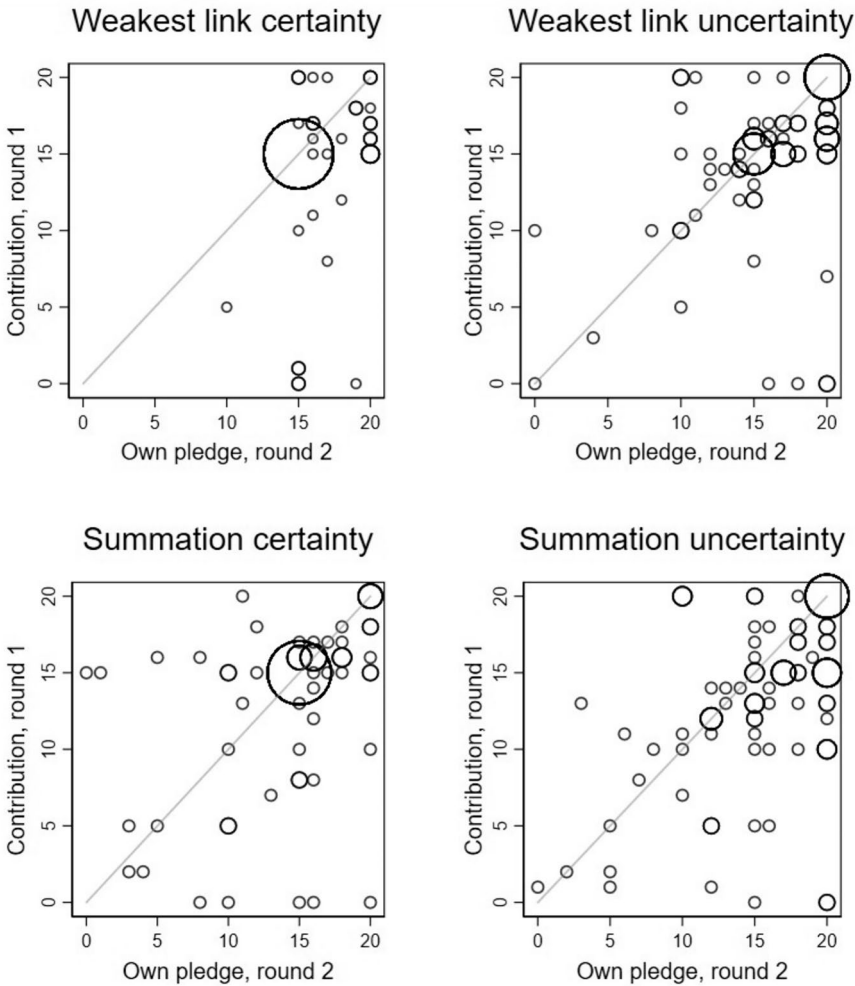 Weakest link certainty
Contribution, round 1
20
15
10
5
0
0 5 10 15 20
Own pledge, round 2
Weakest link uncertainty
Contribution, round 1
20
15
10
5
0
0 5 10 15 20
Own pledge, round 2
Summation certainty
Contribution, round 1
20
15
10
5
0
0 5 10 15 20
Own pledge, round 2
Summation uncertainty
Contribution, round 1
20
15
10
5
0
0 5 10 15 20
Own pledge, round 2